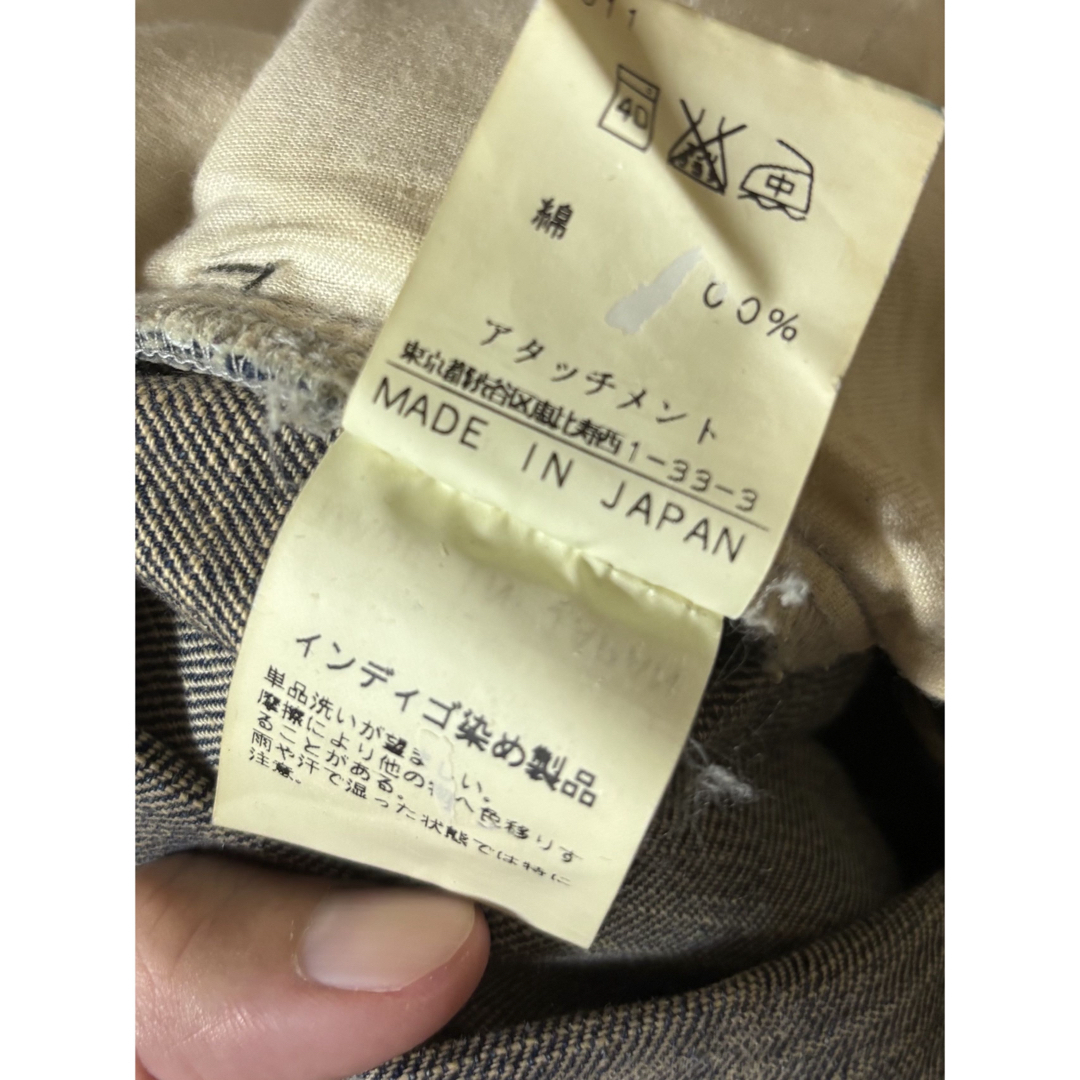 40
中
綿
00%
アタッチメント
東京都渋谷区恵比寿西1-33-3
MADE IN JAPAN
インディゴ染め製品
単品洗いが望ましい。
摩擦により他の物へ色移りす
ることがある。
雨や汗で湿った状態では特に
注意。